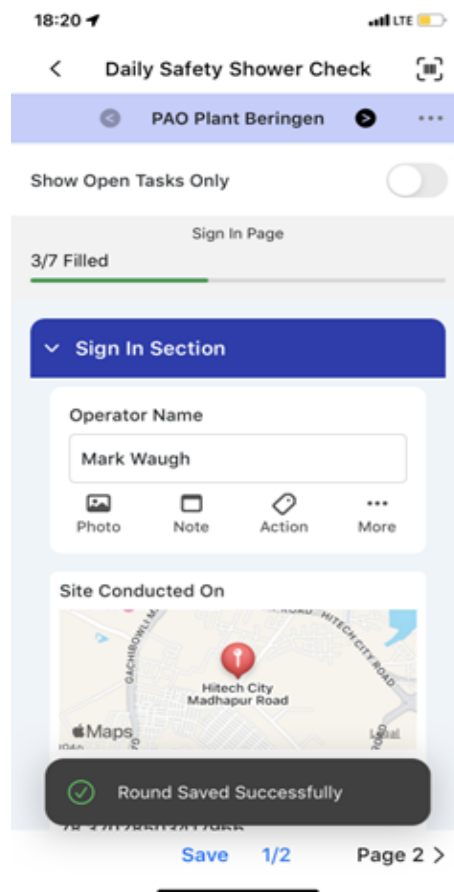 18:20
LTE
Daily Safety Shower Check
PAO Plant Beringen
Show Open Tasks Only
Sign In Page
3/7 Filled
Sign In Section
Operator Name
Mark Waugh
Photo Note Action More
Site Conducted On
GACHIBOWLI
ROAD
HITECH CITY ROAD
Hitech City
Madhapur Road
Maps
Round Saved Successfully
Save 1/2 Page 2